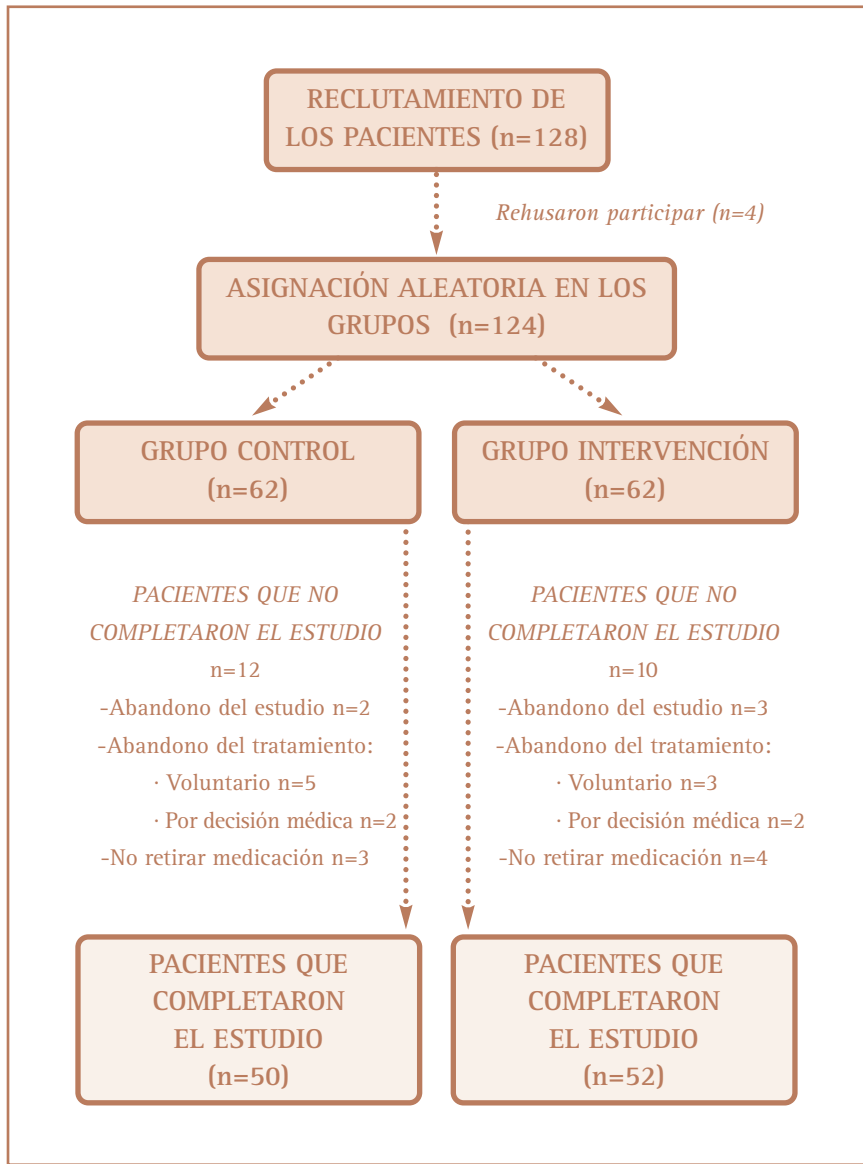 RECLUTAMIENTO DE
LOS PACIENTES (n=128)
Rehusaron participar (n=4)
ASIGNACIÓN ALEATORIA EN LOS
GRUPOS (n=124)
GRUPO CONTROL
(n=62)
GRUPO INTERVENCIÓN
(n=62)
PACIENTES QUE NO
COMPLETARON EL ESTUDIO
n=12
-Abandono del estudio n=2
-Abandono del tratamiento:
· Voluntario n=5
· Por decisión médica n=2
-No retirar medicación n=3
PACIENTES QUE NO
COMPLETARON EL ESTUDIO
n=10
-Abandono del estudio n=3
-Abandono del tratamiento:
· Voluntario n=3
· Por decisión médica n=2
-No retirar medicación n=4
PACIENTES QUE
COMPLETARON
EL ESTUDIO
(n=50)
PACIENTES QUE
COMPLETARON
EL ESTUDIO
(n=52)